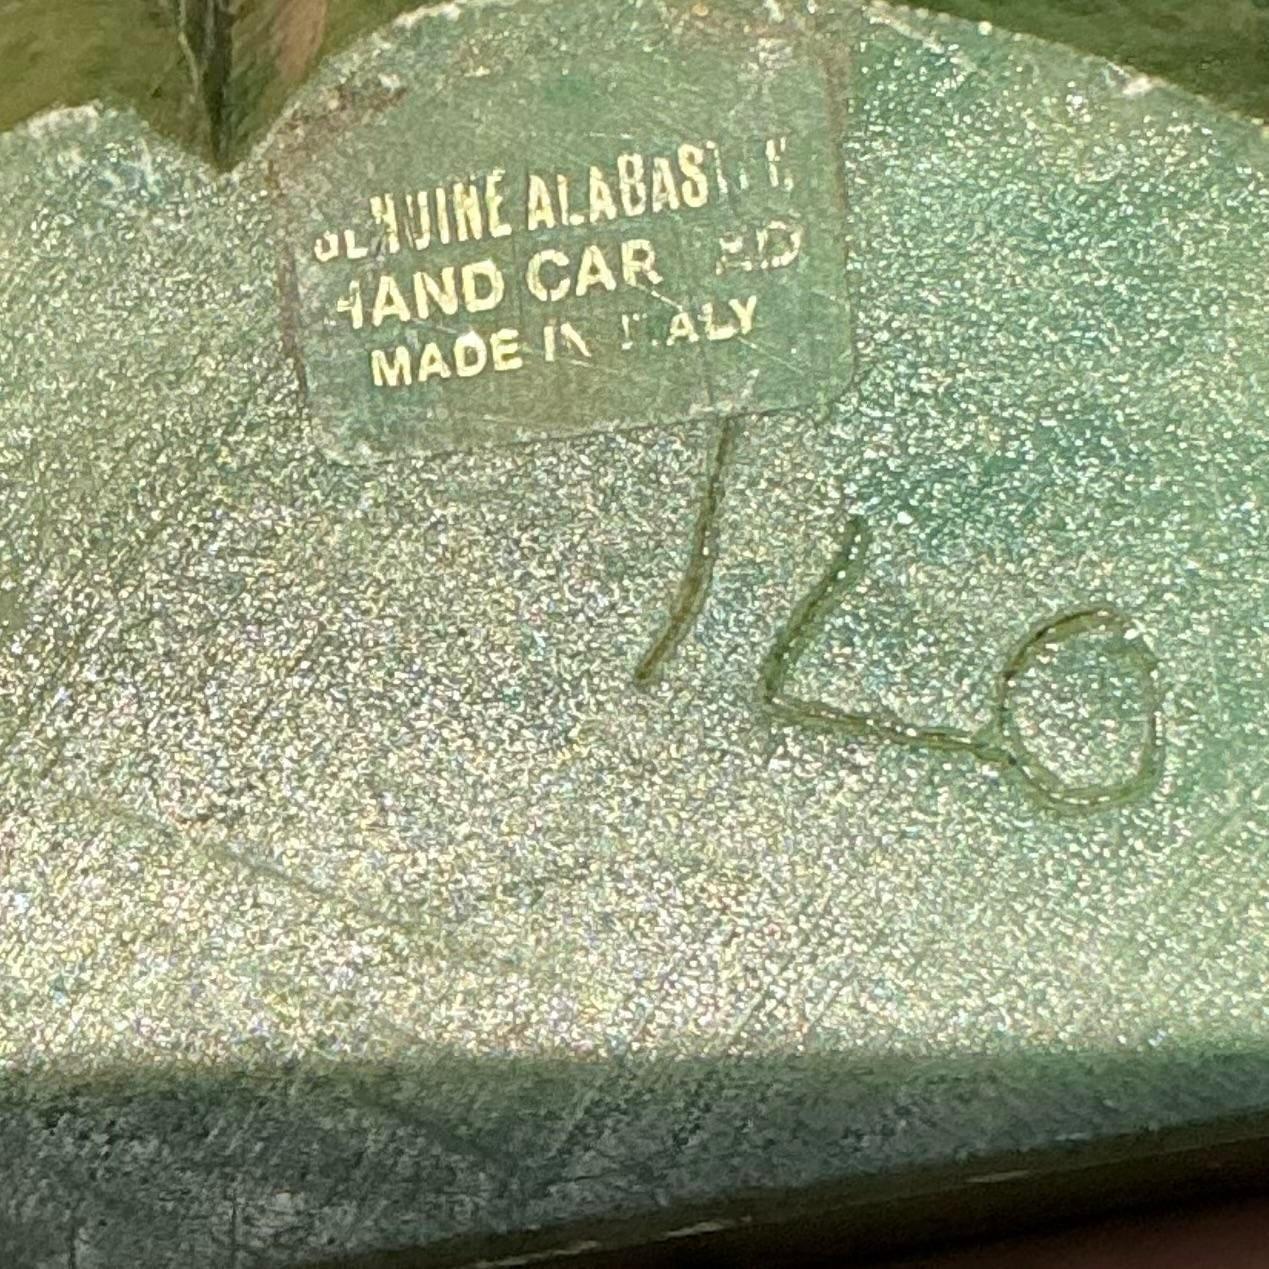 GENUINE ALABASTER
HAND CARVED
MADE IN ITALY